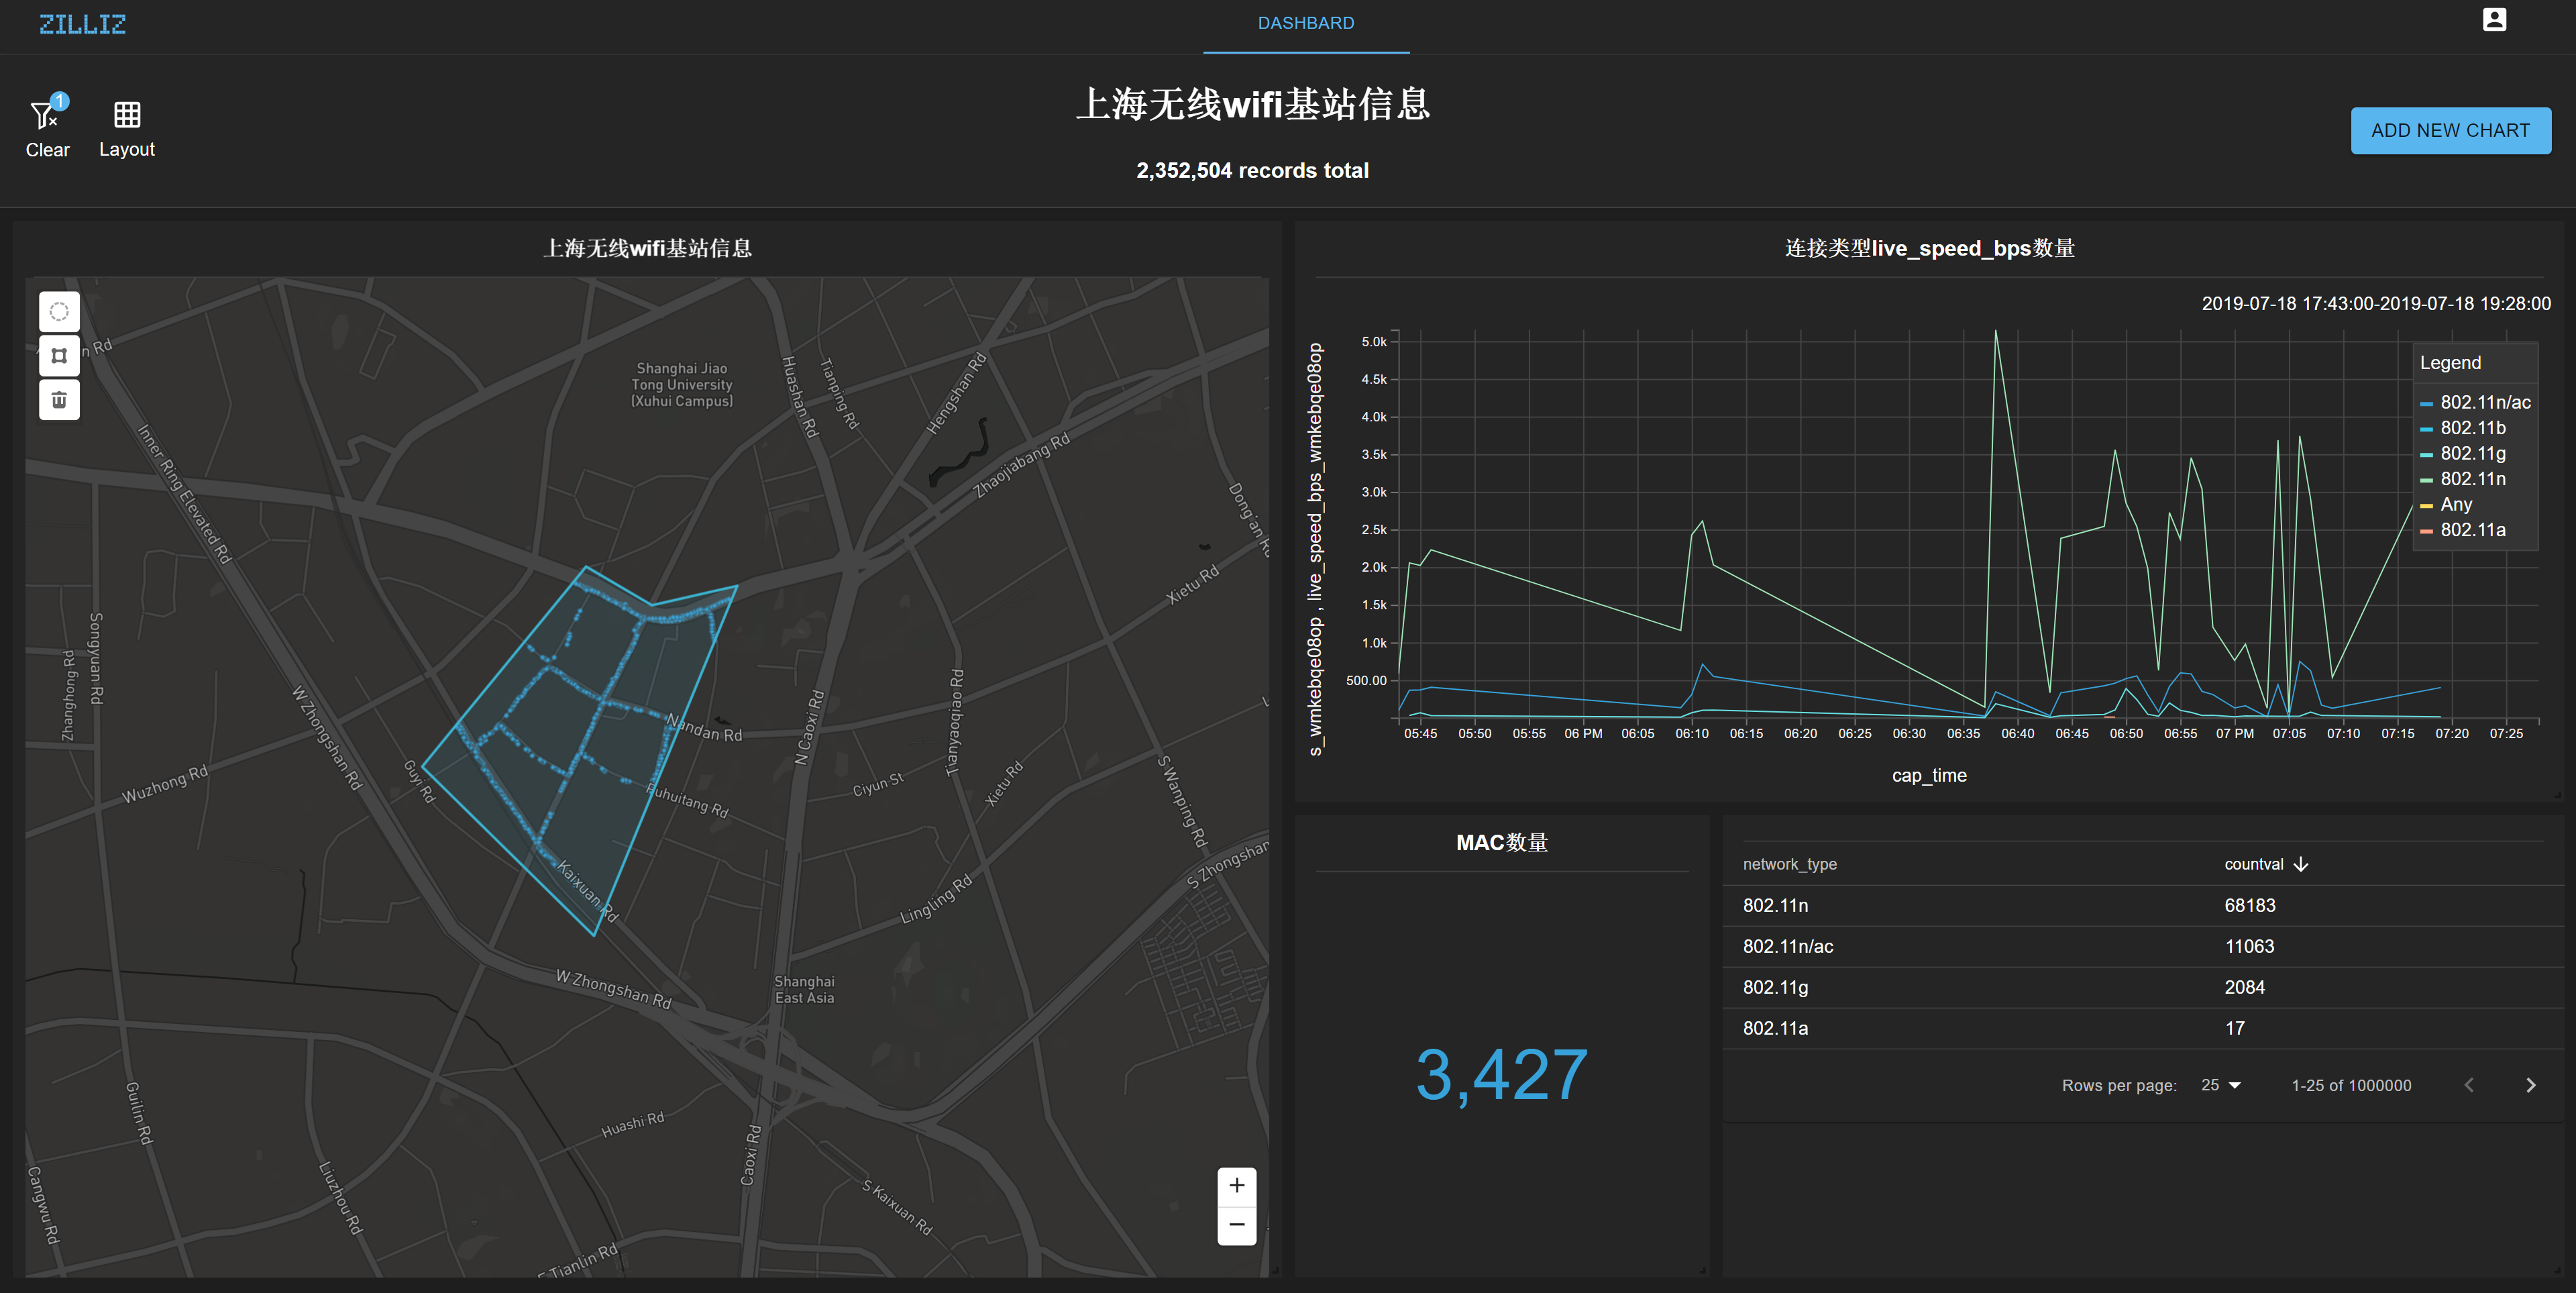 ZILLIZ
DASHBARD
1
Clear
Layout
上海无线wifi基站信息
2,352,504 records total
ADD NEW CHART
上海无线wifi基站信息
Shanghai Jiao
Tong University
(Xuhui Campus)
Huashan Rd
Tianping Rd
Hengshan Rd
Zhaojiabang Rd
Inner Ring Elevated Rd
Xietu Rd
Songyuan Rd
Zhanghong Rd
W Zhongshan Rd
Wuzhong Rd
Guyi Rd
Nandan Rd
Puhuitang Rd
Kaixuan Rd
N Caoxi Rd
Ciyun St
Tianyaoqiao Rd
Xietu Rd
S Wanping Rd
Lingling Rd
S Zhongshan
W Zhongshan Rd
Shanghai
East Asia
Guilin Rd
Huashi Rd
Caoxi Rd
Liuzhou Rd
Cangwu Rd
S Kaixuan Rd
Tianlin Rd
+
−
连接类型live_speed_bps数量
2019-07-18 17:43:00-2019-07-18 19:28:00
s_wmkebqe08op , live_speed_bps_wmkebqe08op
5.0k
4.5k
4.0k
3.5k
3.0k
2.5k
2.0k
1.5k
1.0k
500.00
Legend
802.11n/ac
802.11b
802.11g
802.11n
Any
802.11a
05:45 05:50 05:55 06 PM 06:05 06:10 06:15 06:20 06:25 06:30 06:35 06:40 06:45 06:50 06:55 07 PM 07:05 07:10 07:15 07:20 07:25
cap_time
MAC数量
3,427
network_type countval
802.11n 68183
802.11n/ac 11063
802.11g 2084
802.11a 17
Rows per page: 25 1-25 of 1000000